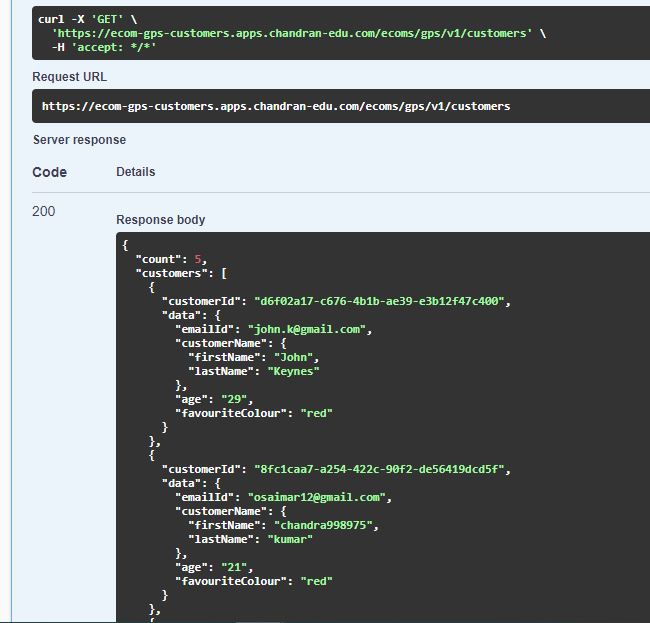 curl -X 'GET' \
'https://ecom-gps-customers.apps.chandran-edu.com/ecoms/gps/v1/customers' \
-H 'accept: */*'
Request URL
https://ecom-gps-customers.apps.chandran-edu.com/ecoms/gps/v1/customers
Server response
Code Details
200
Response body
{
"count": 5,
"customers": [
{
"customerId": "d6f02a17-c676-4b1b-ae39-e3b12f47c400",
"data": {
"emailId": "john.k@gmail.com",
"customerName": {
"firstName": "John",
"lastName": "Keynes"
},
"age": "29",
"favouriteColour": "red"
}
},
{
"customerId": "8fc1caa7-a254-422c-90f2-de56419dcd5f",
"data": {
"emailId": "osaimar12@gmail.com",
"customerName": {
"firstName": "chandra998975",
"lastName": "kumar"
},
"age": "21",
"favouriteColour": "red"
}
},
{